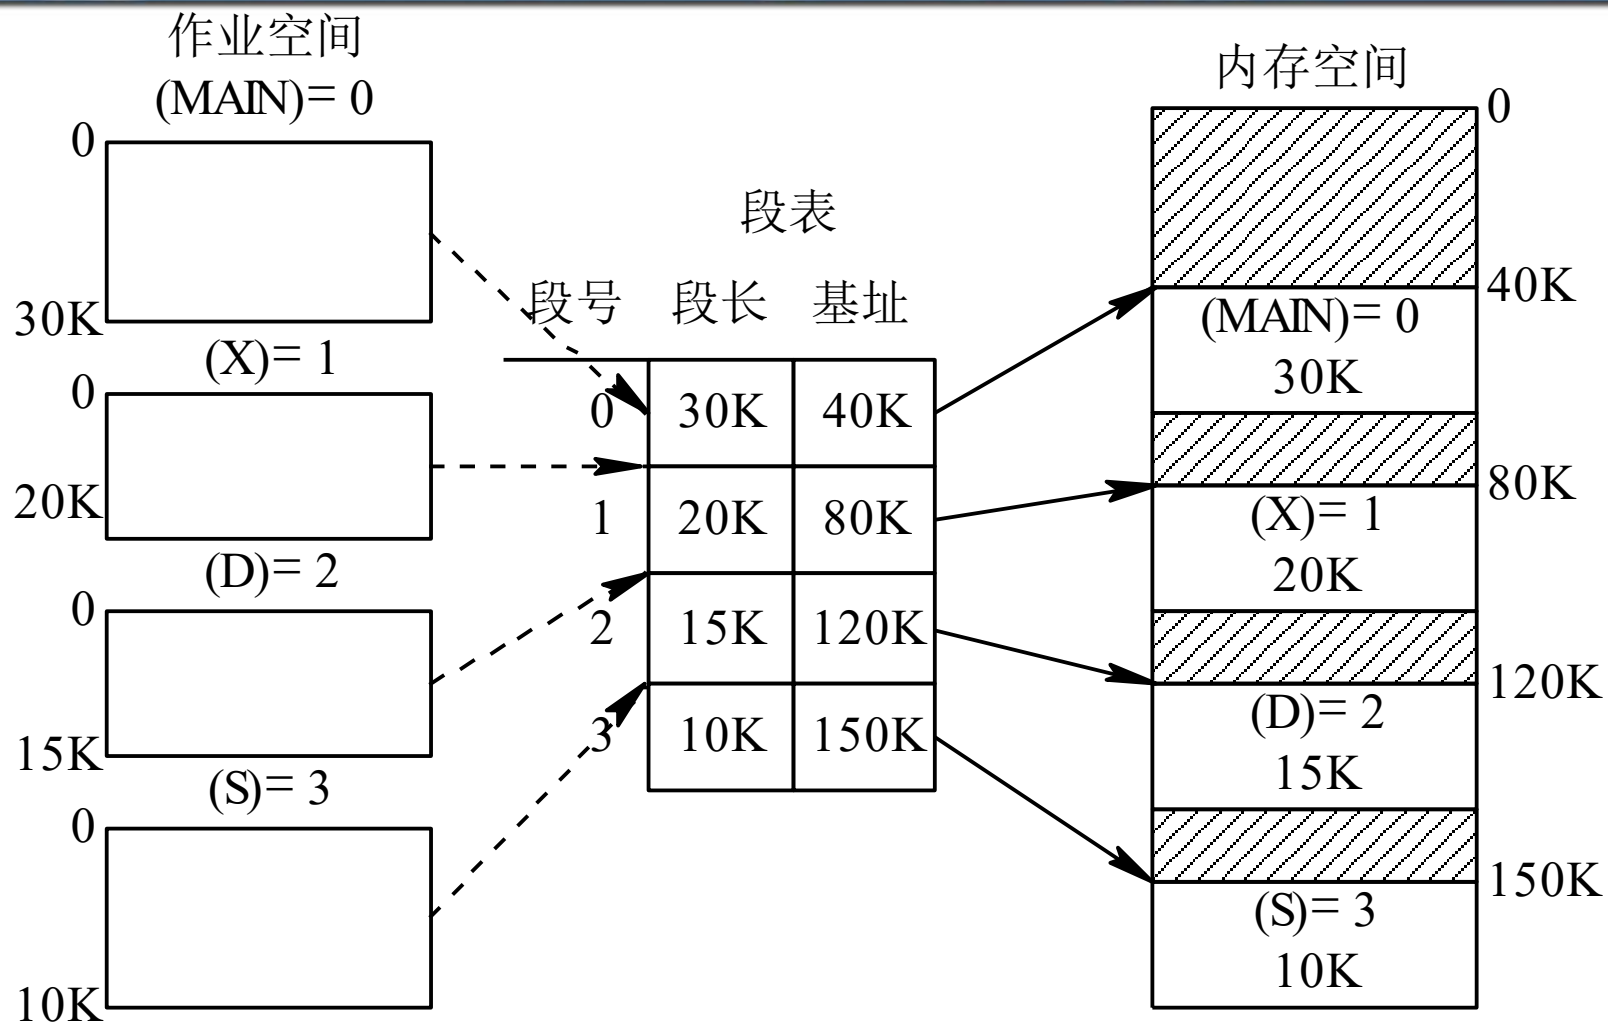 作业空间
(MAIN)= 0
0
30K
(X)= 1
0
20K
(D)= 2
0
15K
(S)= 3
0
10K
段表
段号 段长 基址
0 30K 40K
1 20K 80K
2 15K 120K
3 10K 150K
内存空间
0
40K
(MAIN)= 0
30K
80K
(X)= 1
20K
120K
(D)= 2
15K
150K
(S)= 3
10K